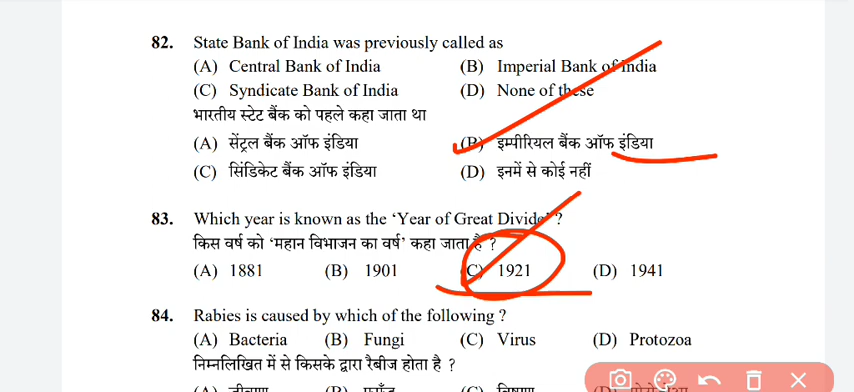 82. State Bank of India was previously called as
(A) Central Bank of India (B) Imperial Bank of India
(C) Syndicate Bank of India (D) None of these
भारतीय स्टेट बैंक को पहले कहा जाता था
(A) सेंट्रल बैंक ऑफ इंडिया (B) इम्पीरियल बैंक ऑफ इंडिया
(C) सिंडिकेट बैंक ऑफ इंडिया (D) इनमें से कोई नहीं
83. Which year is known as the ‘Year of Great Divide’ ?
किस वर्ष को ‘महान विभाजन का वर्ष’ कहा जाता है ?
(A) 1881 (B) 1901 (C) 1921 (D) 1941
84. Rabies is caused by which of the following ?
(A) Bacteria (B) Fungi (C) Virus (D) Protozoa
निम्नलिखित में से किसके द्वारा रैबीज होता है ?